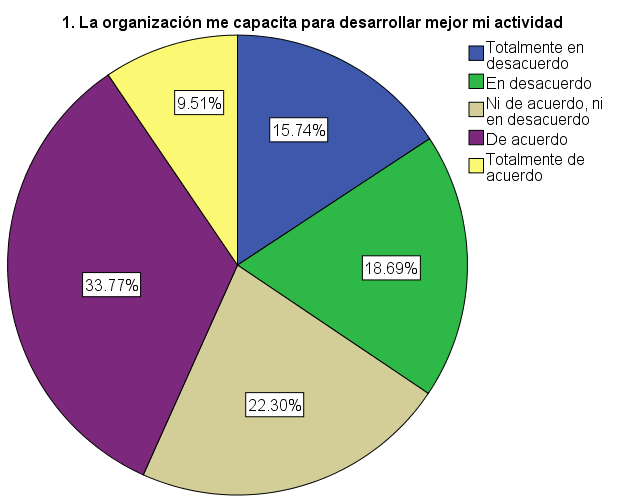 1. La organización me capacita para desarrollar mejor mi actividad
Totalmente en
desacuerdo
En desacuerdo
Ni de acuerdo, ni
en desacuerdo
De acuerdo
Totalmente de
acuerdo
9.51%
15.74%
18.69%
33.77%
22.30%